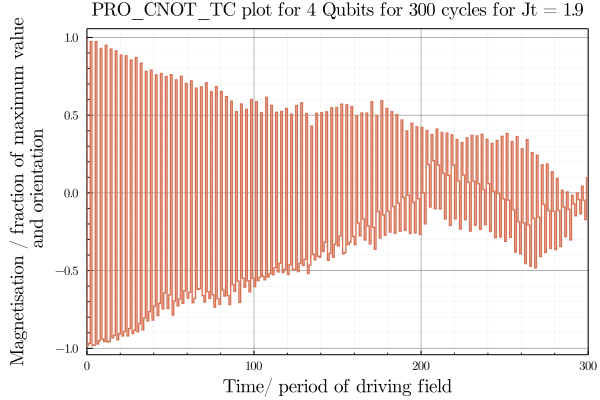 PRO_CNOT_TC plot for 4 Qubits for 300 cycles for Jt = 1.9
Magnetisation / fraction of maximum value
and orientation
1.0
0.5
0.0
−0.5
−1.0
0
100
200
300
Time/ period of driving field